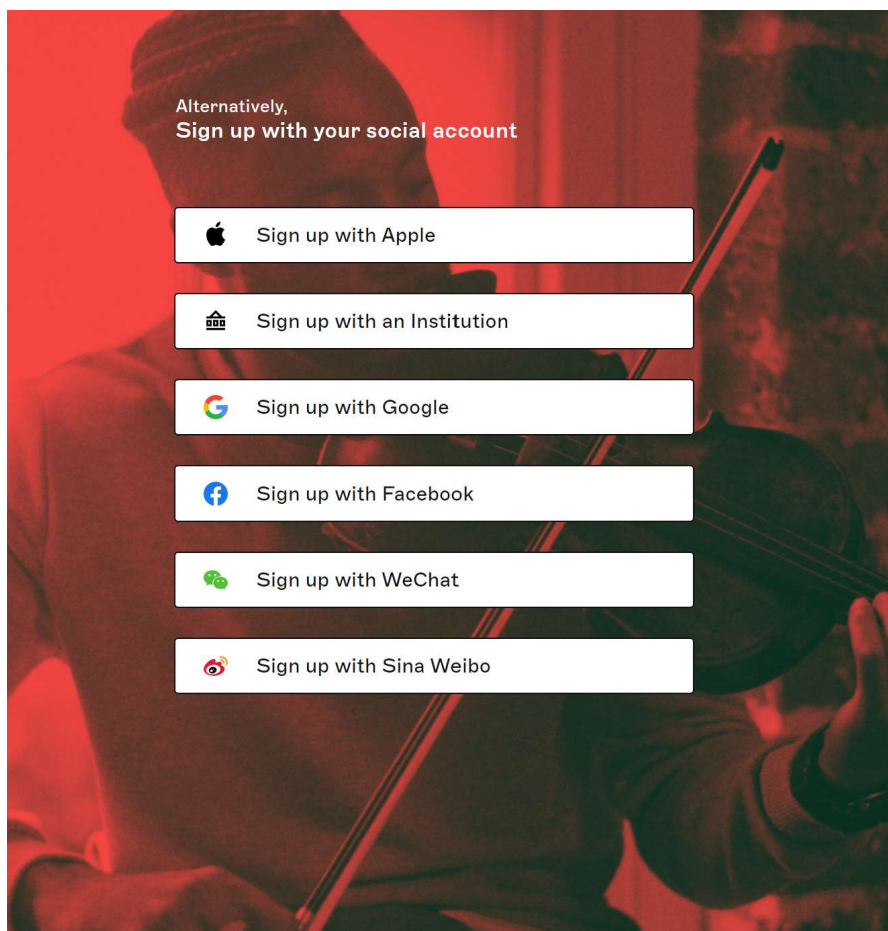 Alternatively,
Sign up with your social account
Sign up with Apple
Sign up with an Institution
Sign up with Google
Sign up with Facebook
Sign up with WeChat
Sign up with Sina Weibo